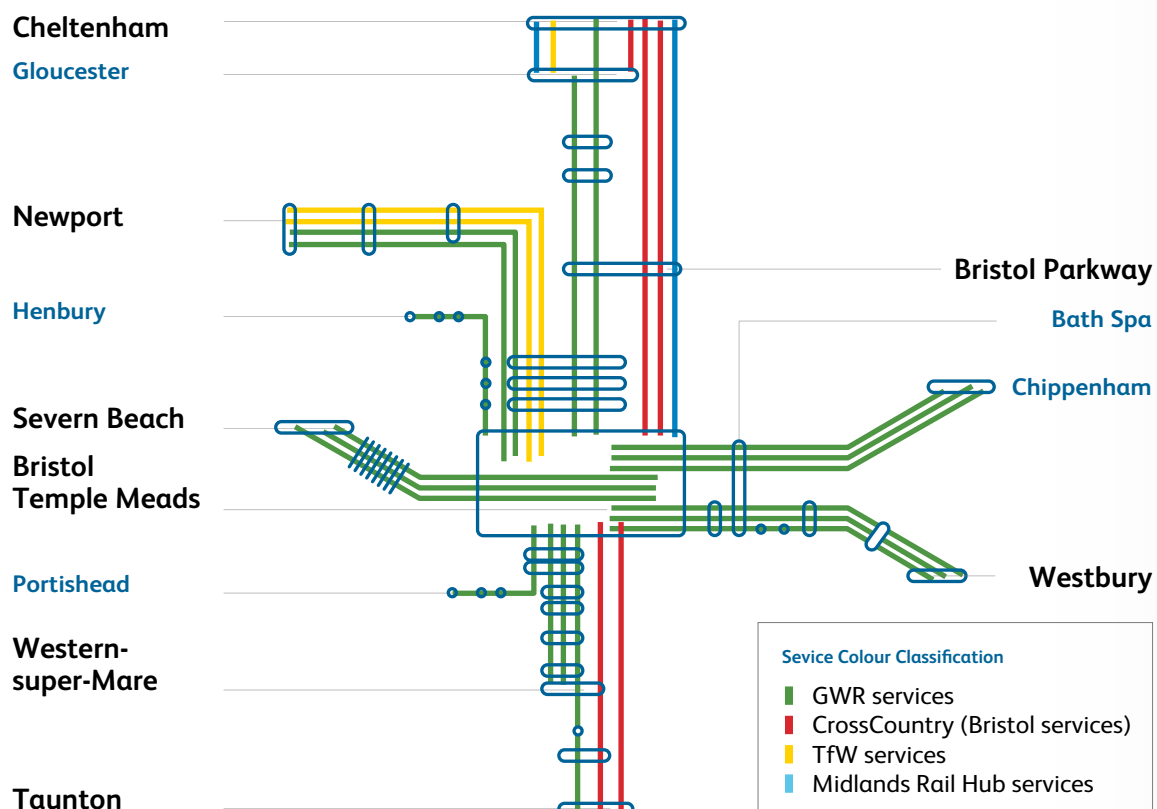 Cheltenham
Gloucester
Newport
Henbury
Severn Beach
Bristol
Temple Meads
Portishead
Western-
super-Mare
Taunton
Bristol Parkway
Bath Spa
Chippenham
Westbury
Sevice Colour Classification
GWR services
CrossCountry (Bristol services)
TfW services
Midlands Rail Hub services